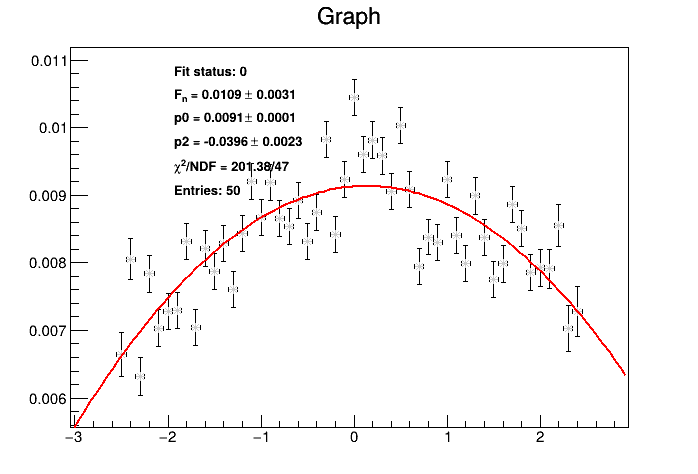 Graph
0.011
Fit status: 0
Fn = 0.0109 ± 0.0031
0.01
p0 = 0.0091 ± 0.0001
p2 = -0.0396 ± 0.0023
χ²/NDF = 201.38/47
0.009
Entries: 50
0.008
0.007
0.006
−3 −2 −1 0 1 2